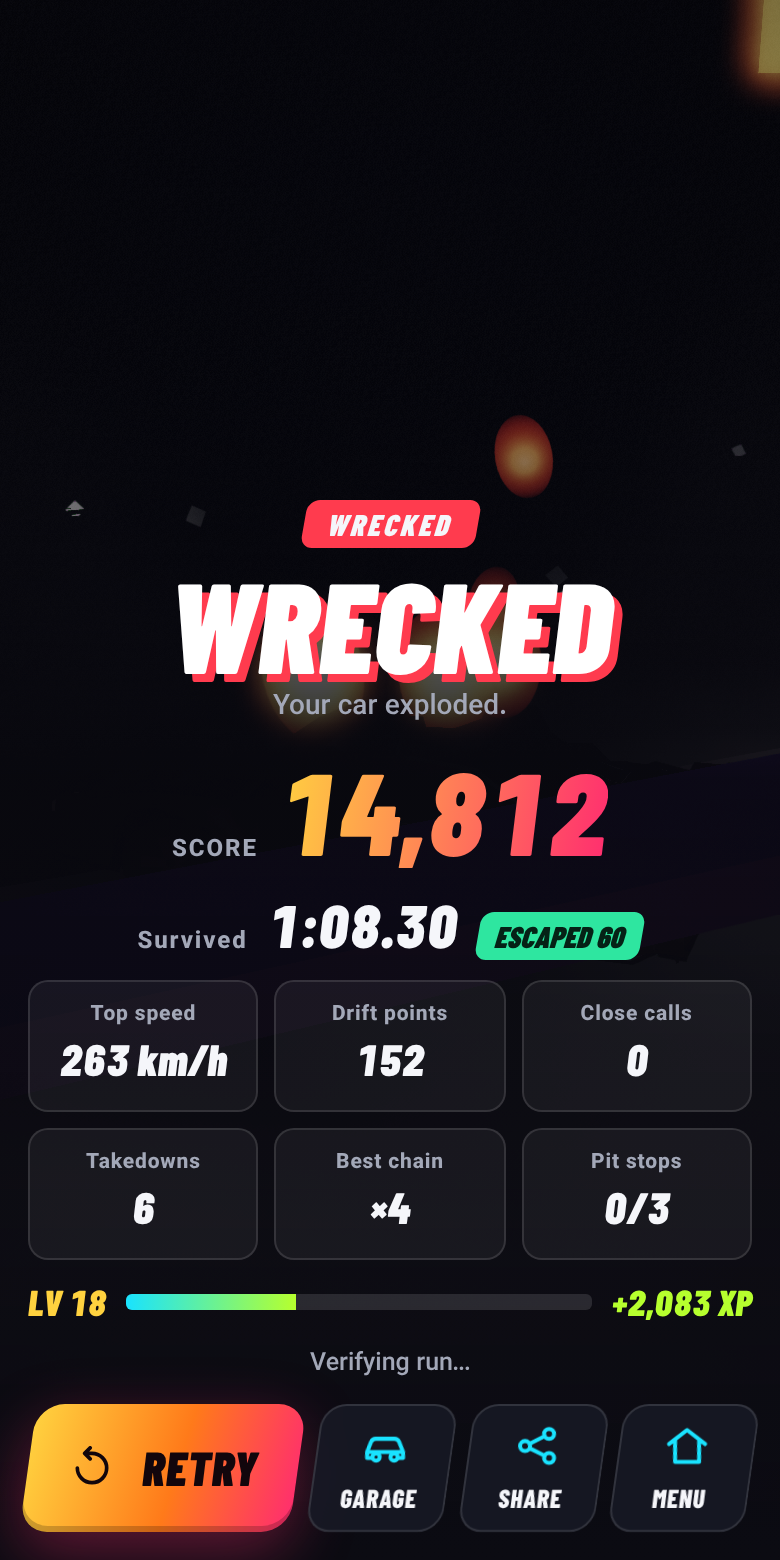 WRECKED
WRECKED
Your car exploded.
SCORE 14,812
Survived 1:08.30 ESCAPED 60
Top speed Drift points Close calls
263 km/h 152 0
Takedowns Best chain Pit stops
6 ×4 0/3
LV 18 +2,083 XP
Verifying run...
RETRY GARAGE SHARE MENU